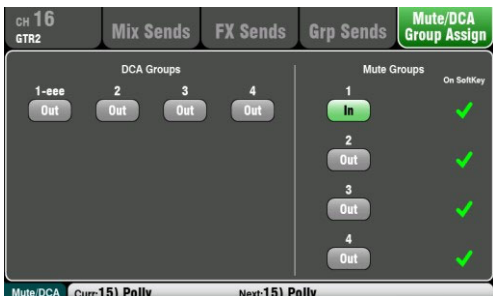 CH 16
GTR2
Mix Sends
FX Sends
Grp Sends
Mute/DCA
Group Assign
DCA Groups
1-eee 2 3 4
Out Out Out Out
Mute Groups
On SoftKey
1
In
2
Out
3
Out
4
Out
Mute/DCA Curr:15) Polly Next:15) Polly